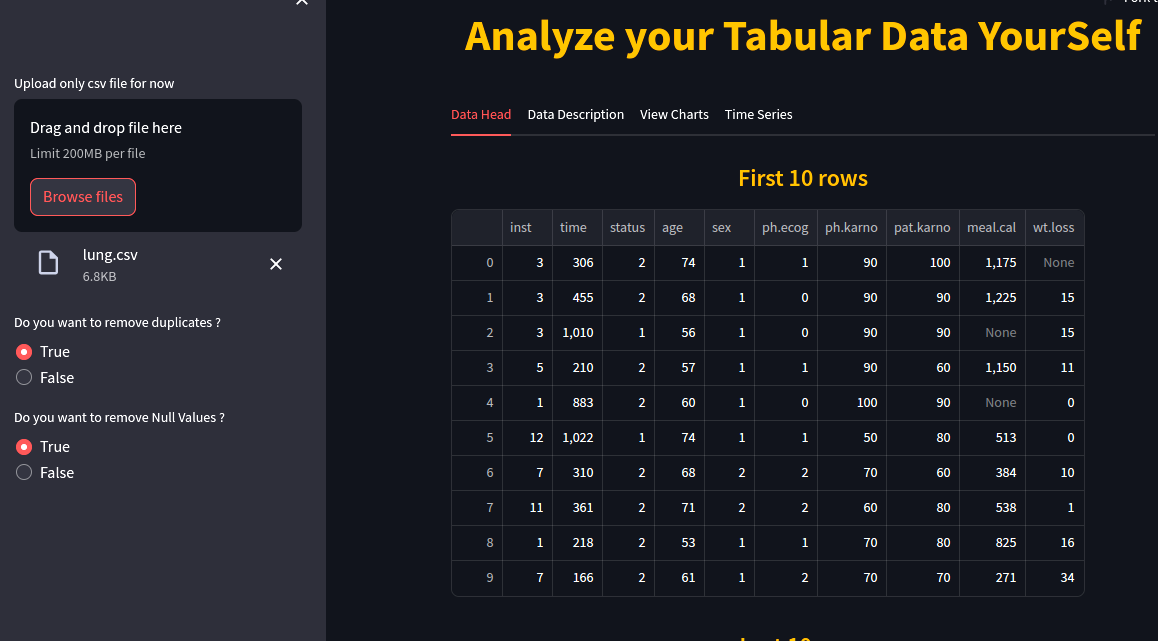 Analyze your Tabular Data YourSelf
Upload only csv file for now
Drag and drop file here
Limit 200MB per file
Browse files
lung.csv
6.8KB
Do you want to remove duplicates ?
True
False
Do you want to remove Null Values ?
True
False
Data Head Data Description View Charts Time Series
First 10 rows
inst time status age sex ph.ecog ph.karno pat.karno meal.cal wt.loss
0 3 306 2 74 1 1 90 100 1,175 None
1 3 455 2 68 1 0 90 90 1,225 15
2 3 1,010 1 56 1 0 90 90 None 15
3 5 210 2 57 1 1 90 60 1,150 11
4 1 883 2 60 1 0 100 90 None 0
5 12 1,022 1 74 1 1 50 80 513 0
6 7 310 2 68 2 2 70 60 384 10
7 11 361 2 71 2 2 60 80 538 1
8 1 218 2 53 1 1 70 80 825 16
9 7 166 2 61 1 2 70 70 271 34